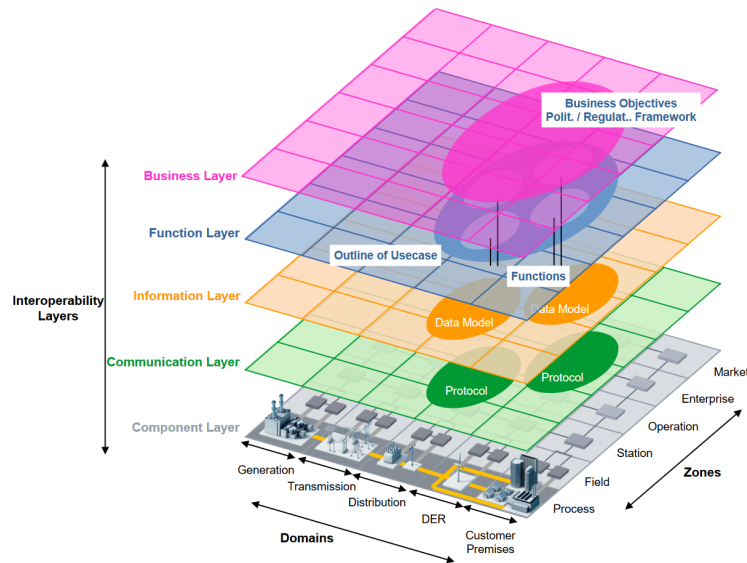 Business Objectives
Polit. / Regulat.. Framework
Business Layer
Function Layer
Outline of Usecase
Functions
Interoperability
Layers
Information Layer
Data Model
Data Model
Communication Layer
Protocol
Protocol
Component Layer
Market
Enterprise
Operation
Station
Field
Process
Zones
Generation
Transmission
Distribution
DER
Customer
Premises
Domains